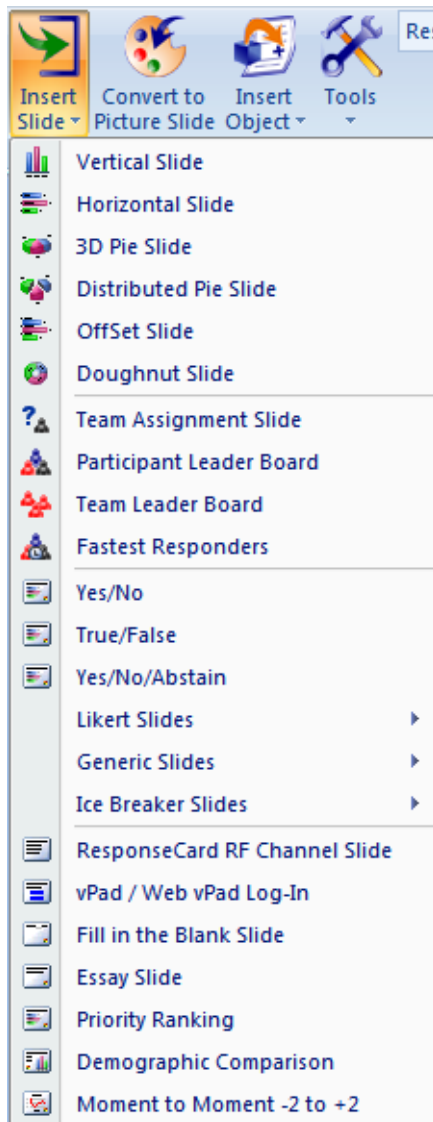 Res
Insert Convert to Insert Tools
Slide Picture Slide Object
Vertical Slide
Horizontal Slide
3D Pie Slide
Distributed Pie Slide
OffSet Slide
Doughnut Slide
Team Assignment Slide
Participant Leader Board
Team Leader Board
Fastest Responders
Yes/No
True/False
Yes/No/Abstain
Likert Slides
Generic Slides
Ice Breaker Slides
ResponseCard RF Channel Slide
vPad / Web vPad Log-In
Fill in the Blank Slide
Essay Slide
Priority Ranking
Demographic Comparison
Moment to Moment -2 to +2